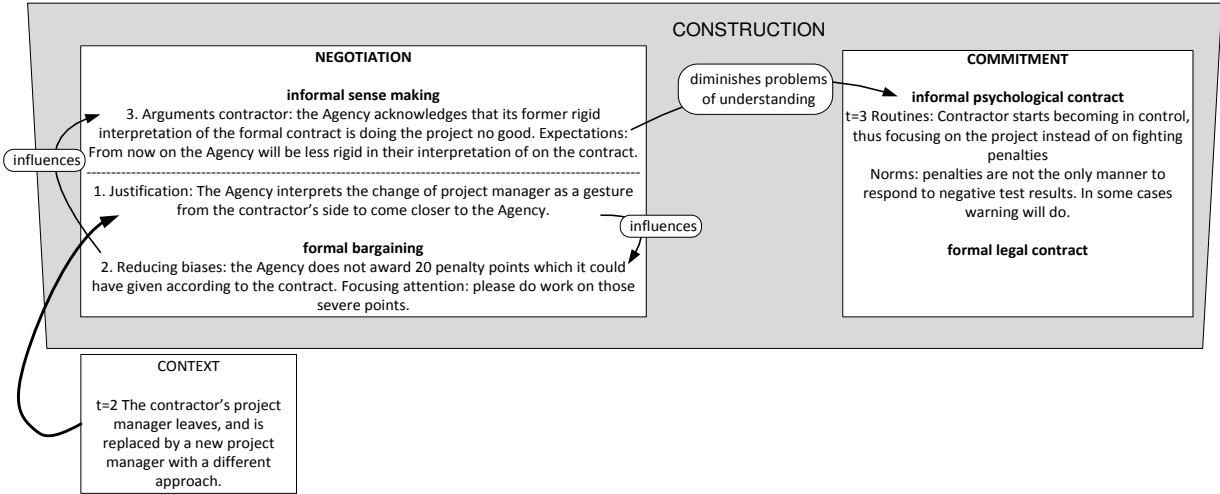 CONSTRUCTION
NEGOTIATION
informal sense making
3. Arguments contractor: the Agency acknowledges that its former rigid
interpretation of the formal contract is doing the project no good. Expectations:
From now on the Agency will be less rigid in their interpretation of on the contract.
1. Justification: The Agency interprets the change of project manager as a gesture
from the contractor’s side to come closer to the Agency.
formal bargaining
2. Reducing biases: the Agency does not award 20 penalty points which it could
have given according to the contract. Focusing attention: please do work on those
severe points.
influences
influences
diminishes problems
of understanding
COMMITMENT
informal psychological contract
t=3 Routines: Contractor starts becoming in control,
thus focusing on the project instead of on fighting
penalties
Norms: penalties are not the only manner to
respond to negative test results. In some cases
warning will do.
formal legal contract
CONTEXT
t=2 The contractor’s project
manager leaves, and is
replaced by a new project
manager with a different
approach.